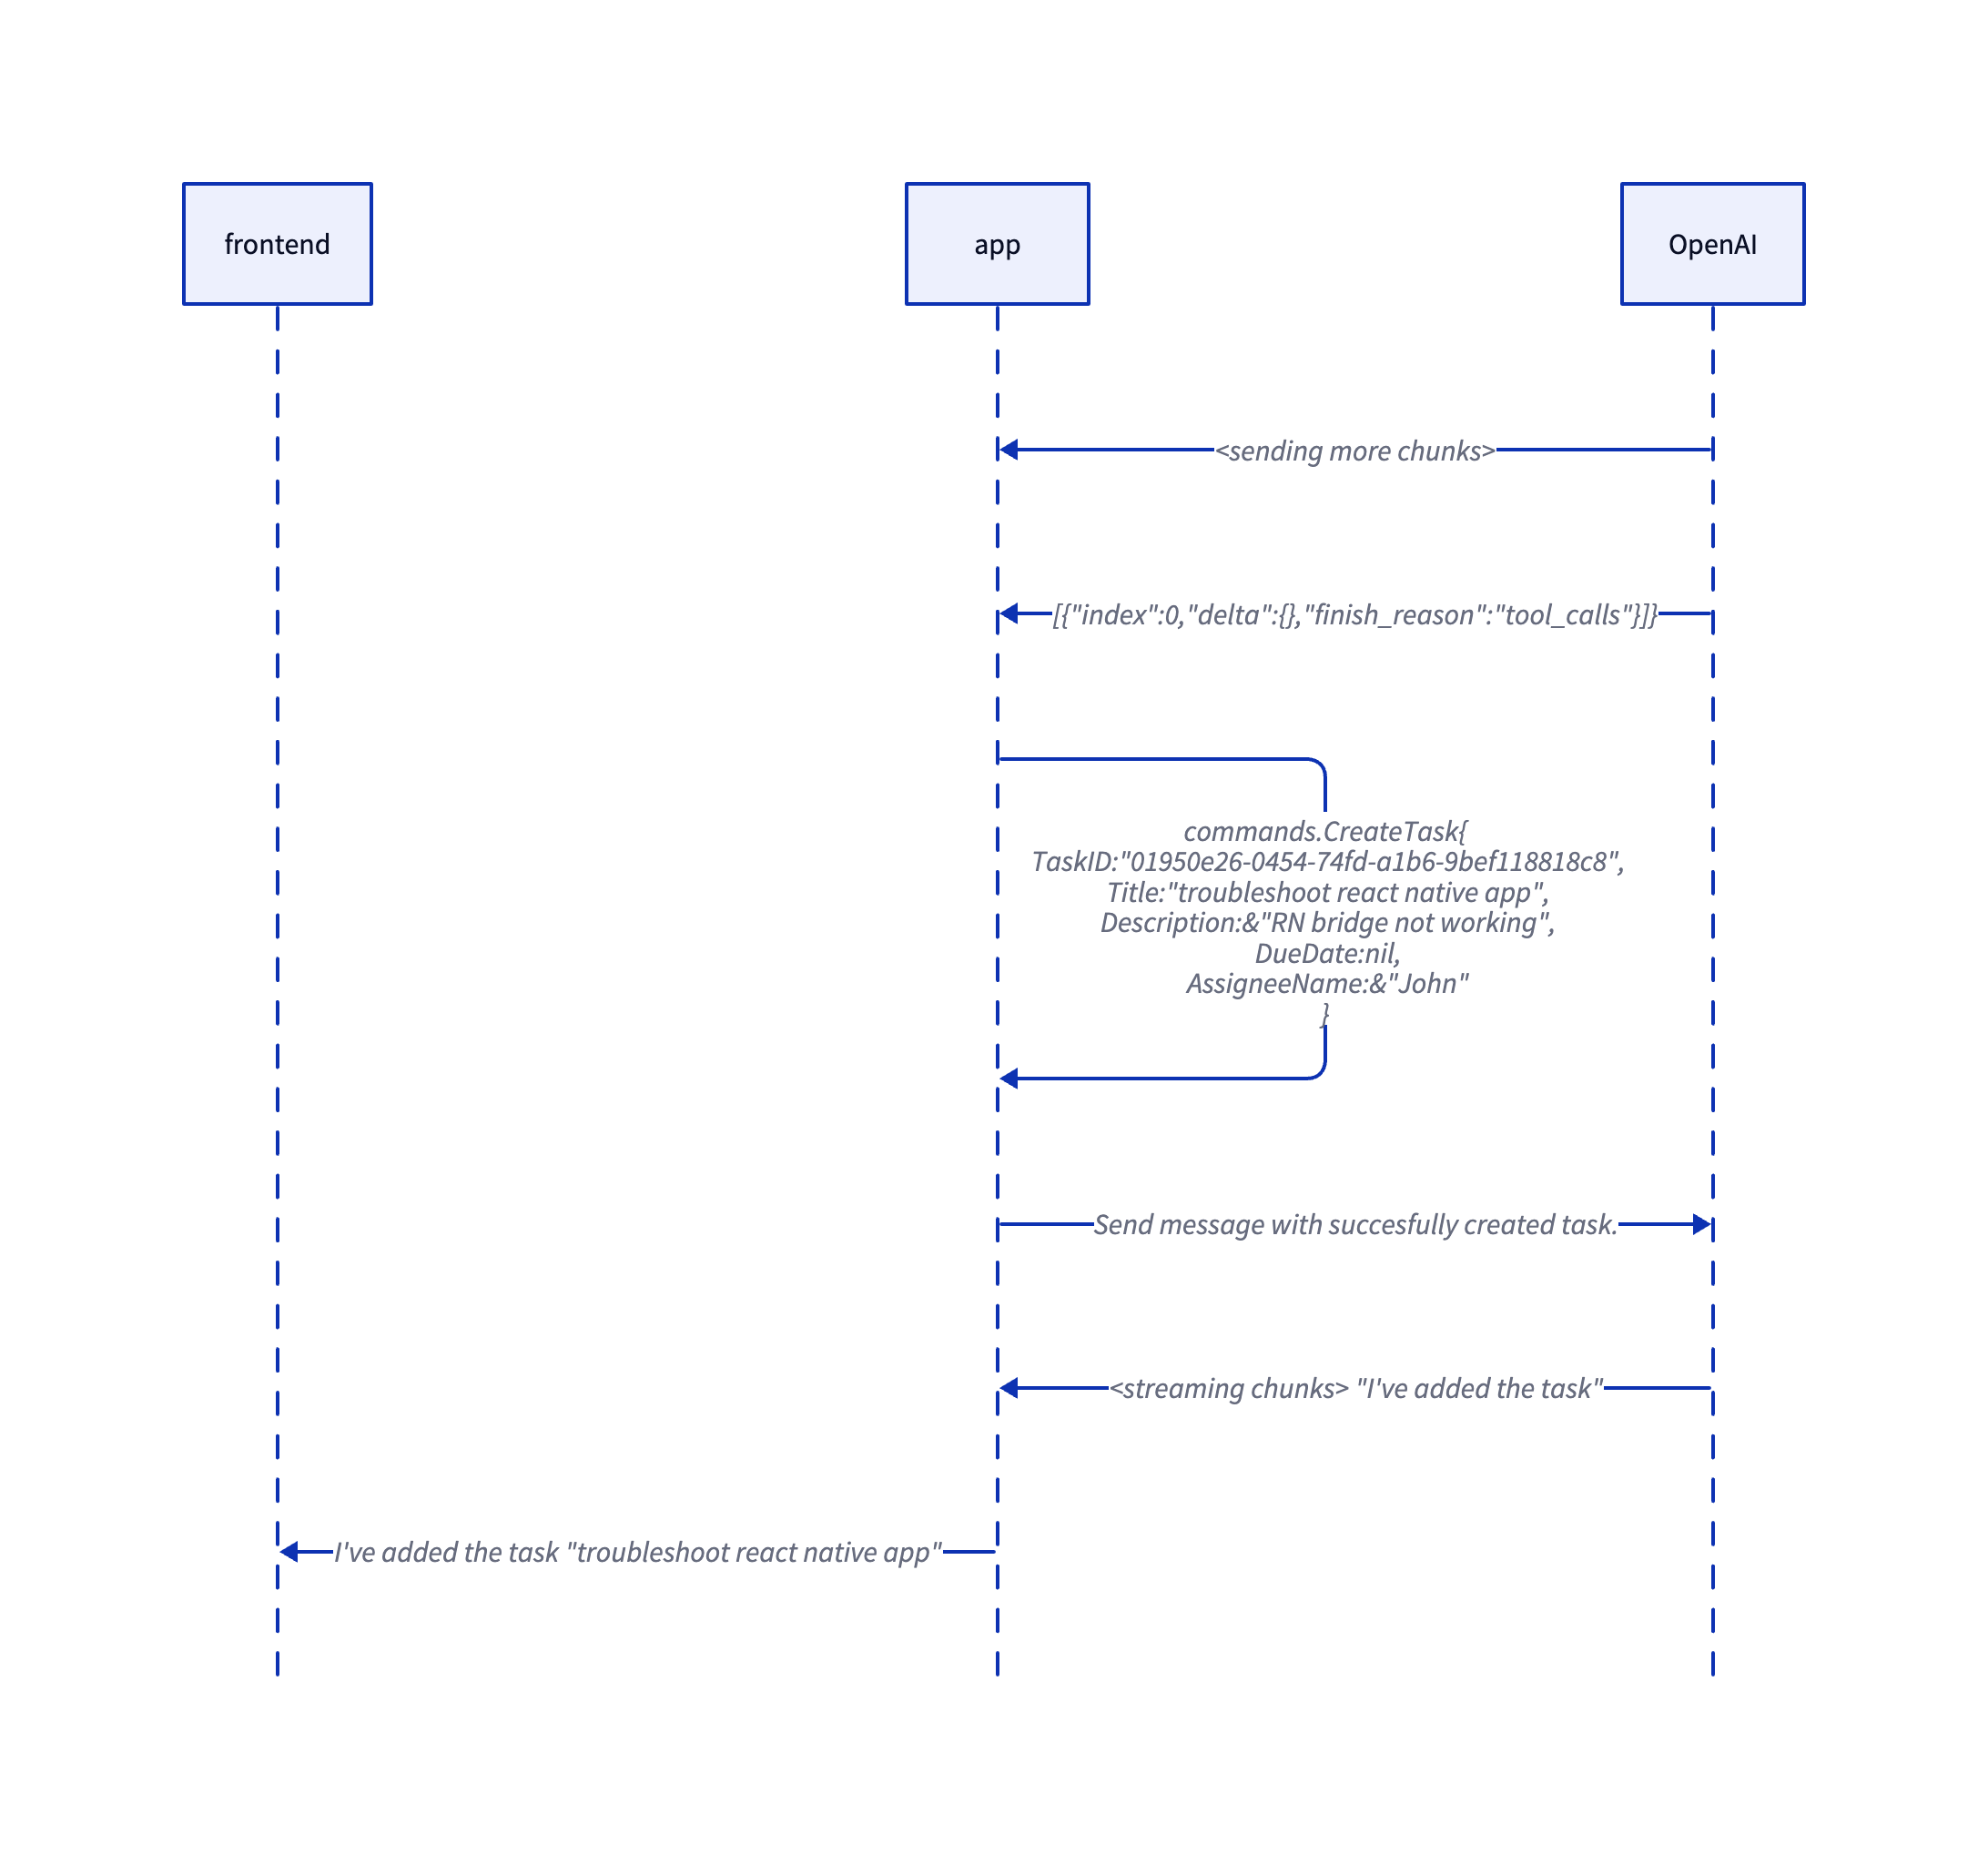 frontend
app
OpenAI
<sending more chunks>
[{"index":0,"delta":{},"finish_reason":"tool_calls"}]}
commands.CreateTask{
TaskID:"01950e26-0454-74fd-a1b6-9bef118818c8",
Title:"troubleshoot react native app",
Description:&"RN bridge not working",
DueDate:nil,
AssigneeName:&"John"
}
Send message with succesfully created task.
<streaming chunks> "I've added the task"
I've added the task "troubleshoot react native app"